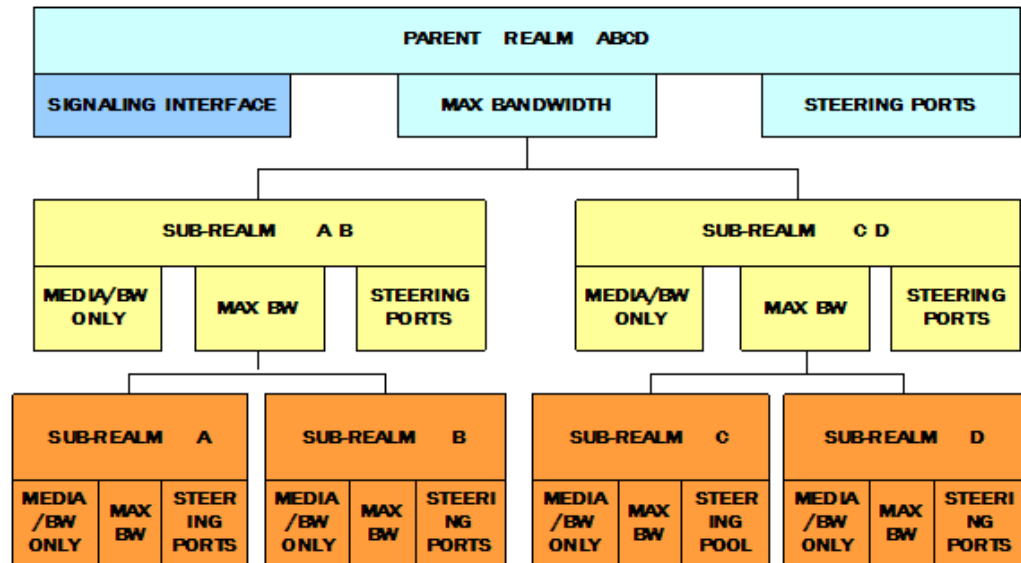 PARENT REALM ABCD
SIGNALING INTERFACE
MAX BANDWIDTH
STEERING PORTS
SUB-REALM A B
MEDIA/BW
ONLY
MAX BW
STEERING
PORTS
SUB-REALM C D
MEDIA/BW
ONLY
MAX BW
STEERING
PORTS
SUB-REALM A
MEDIA
/BW
ONLY
MAX
BW
STEER
ING
PORTS
SUB-REALM B
MEDIA
/BW
ONLY
MAX
BW
STEERI
NG
PORTS
SUB-REALM C
MEDIA
/BW
ONLY
MAX
BW
STEER
ING
POOL
SUB-REALM D
MEDIA
/BW
ONLY
MAX
BW
STEERI
NG
PORTS